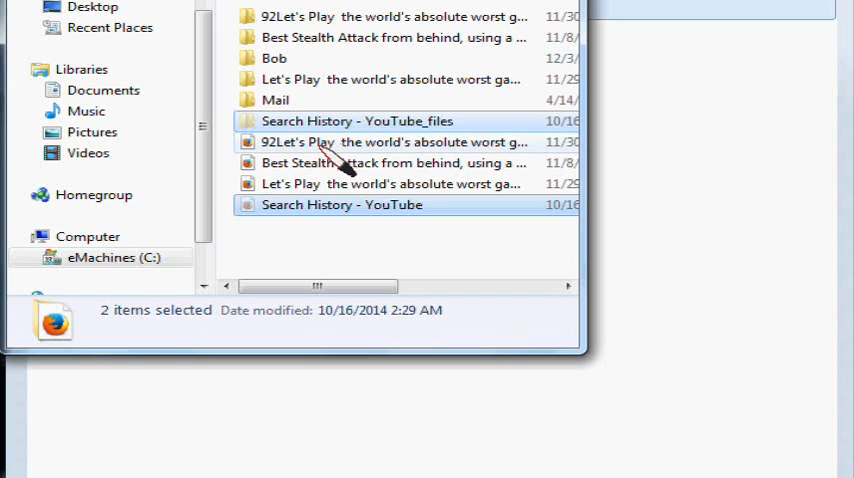 Desktop
Recent Places
Libraries
Documents
Music
Pictures
Videos
Homegroup
Computer
eMachines (C:)
92Let's Play the world's absolute worst g... 11/30
Best Stealth Attack from behind, using a ... 11/8/
Bob 12/3/
Let's Play the world's absolute worst ga... 11/29
Mail 4/14/
Search History - YouTube_files 10/16
92Let's Play the world's absolute worst g... 11/30
Best Stealth Attack from behind, using a ... 11/8/
Let's Play the world's absolute worst ga... 11/29
Search History - YouTube 10/16
2 items selected Date modified: 10/16/2014 2:29 AM